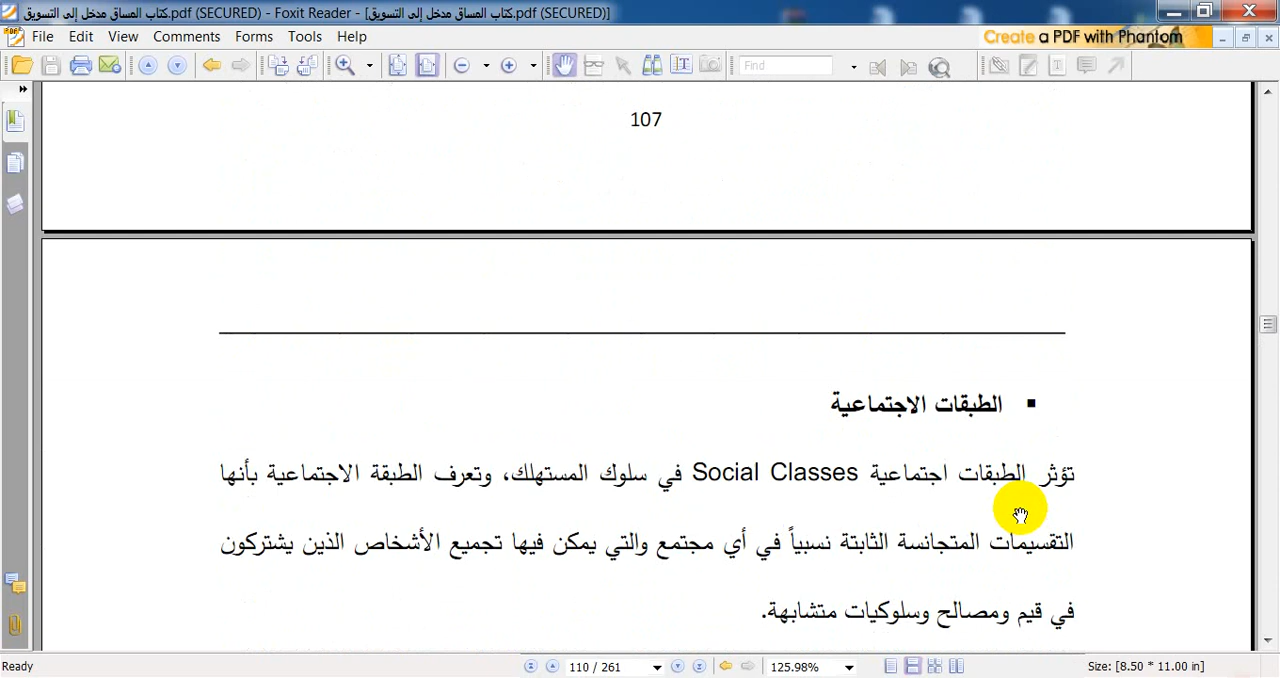 كتاب المساق مدخل إلى التسويق.pdf (SECURED) - Foxit Reader - [كتاب المساق مدخل إلى التسويق.pdf (SECURED)]
File Edit View Comments Forms Tools Help
Create a PDF with Phantom
Find
107
▪ الطبقات الاجتماعية
تؤثر الطبقات اجتماعية Social Classes في سلوك المستهلك، وتعرف الطبقة الاجتماعية بأنها
التقسيمات المتجانسة الثابتة نسبياً في أي مجتمع والتي يمكن فيها تجميع الأشخاص الذين يشتركون
في قيم ومصالح وسلوكيات متشابهة.
Ready 110 / 261 125.98% Size: [8.50 * 11.00 in]